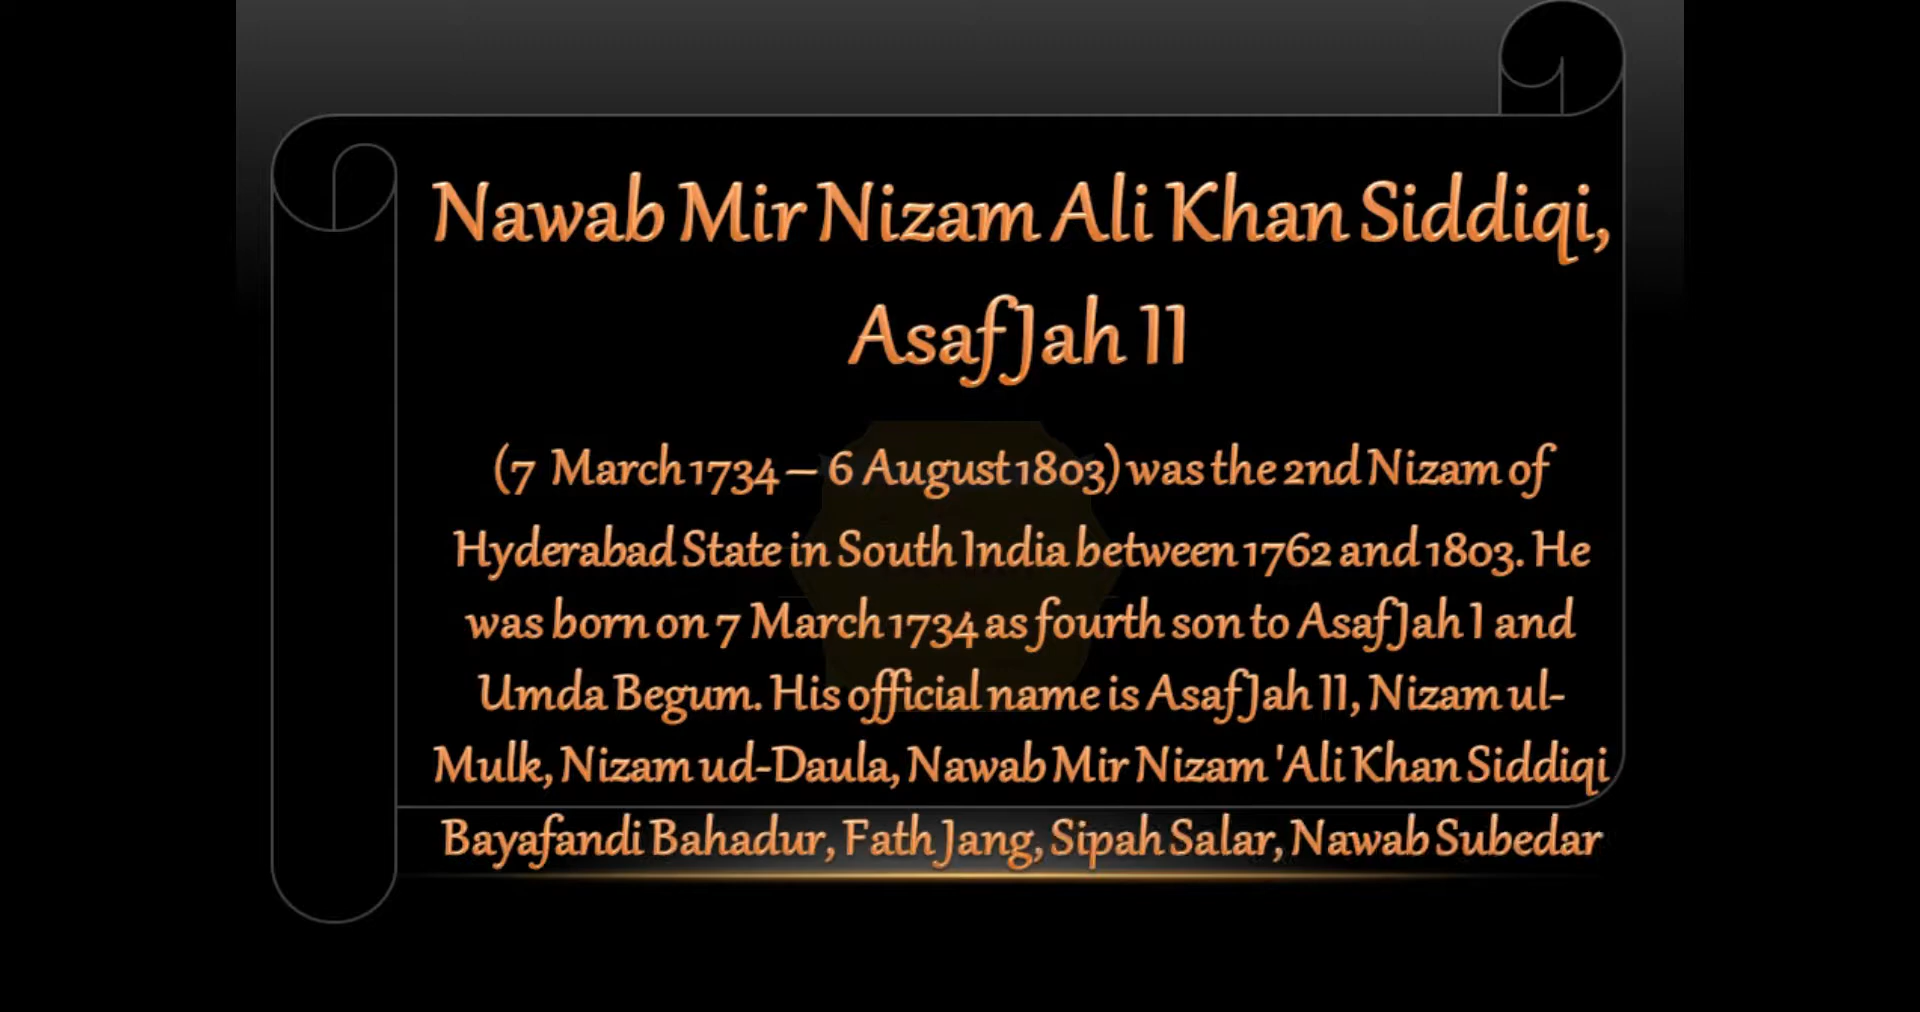 Nawab Mir Nizam Ali Khan Siddiqi,
Asaf Jah II
(7 March 1734 – 6 August 1803) was the 2nd Nizam of
Hyderabad State in South India between 1762 and 1803. He
was born on 7 March 1734 as fourth son to Asaf Jah I and
Umda Begum. His official name is Asaf Jah II, Nizam ul-
Mulk, Nizam ud-Daula, Nawab Mir Nizam 'Ali Khan Siddiqi
Bayafandi Bahadur, Fath Jang, Sipah Salar, Nawab Subedar